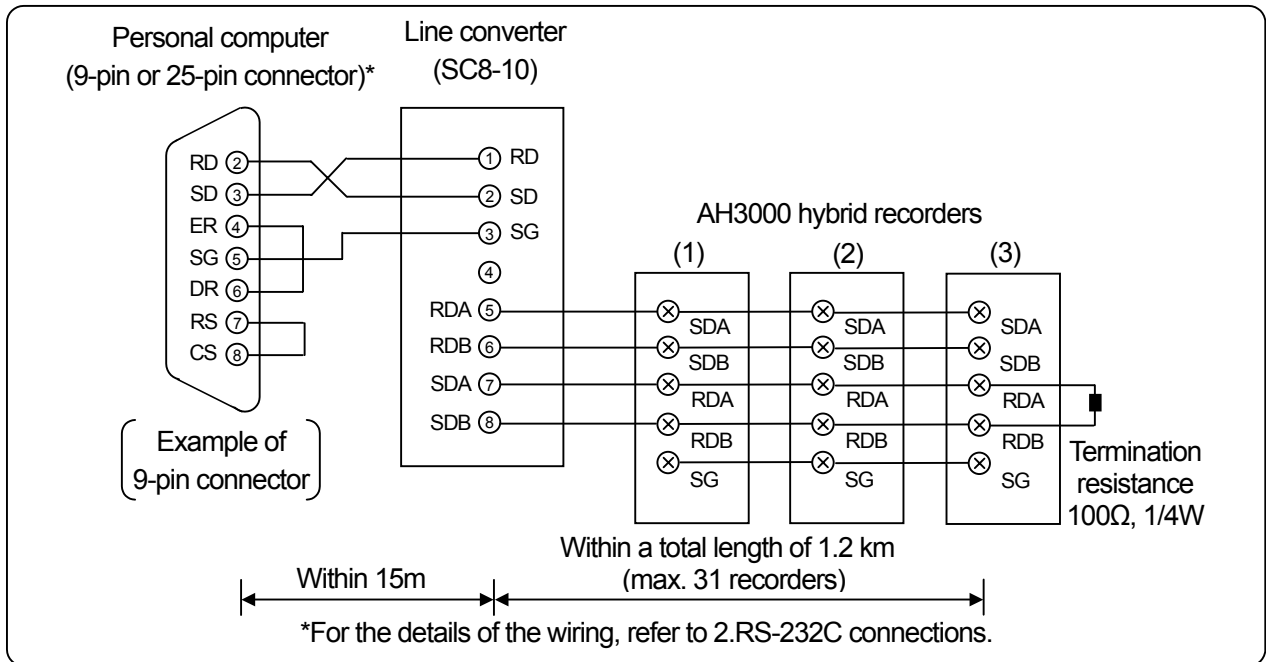 Personal computer
(9-pin or 25-pin connector)*
Line converter
(SC8-10)
RD ②
SD ③
ER ④
SG ⑤
DR ⑥
RS ⑦
CS ⑧
Example of
9-pin connector
① RD
② SD
③ SG
④
RDA ⑤
RDB ⑥
SDA ⑦
SDB ⑧
AH3000 hybrid recorders
(1)
SDA
SDB
RDA
RDB
SG
(2)
SDA
SDB
RDA
RDB
SG
(3)
SDA
SDB
RDA
RDB
SG
Termination
resistance
100Ω, 1/4W
Within 15m
Within a total length of 1.2 km
(max. 31 recorders)
*For the details of the wiring, refer to 2.RS-232C connections.